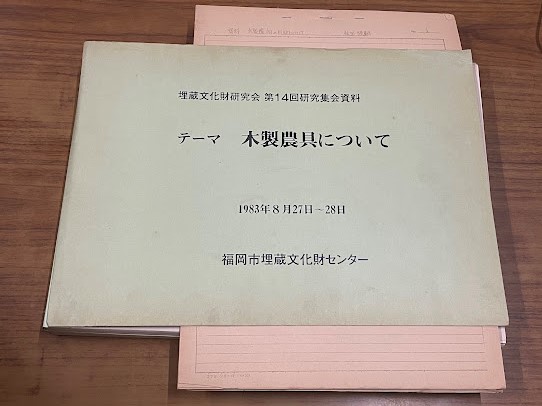 埋蔵文化財研究会 第14回研究集会資料
テーマ 木製農具について
1983年8月27日~28日
福岡市埋蔵文化財センター